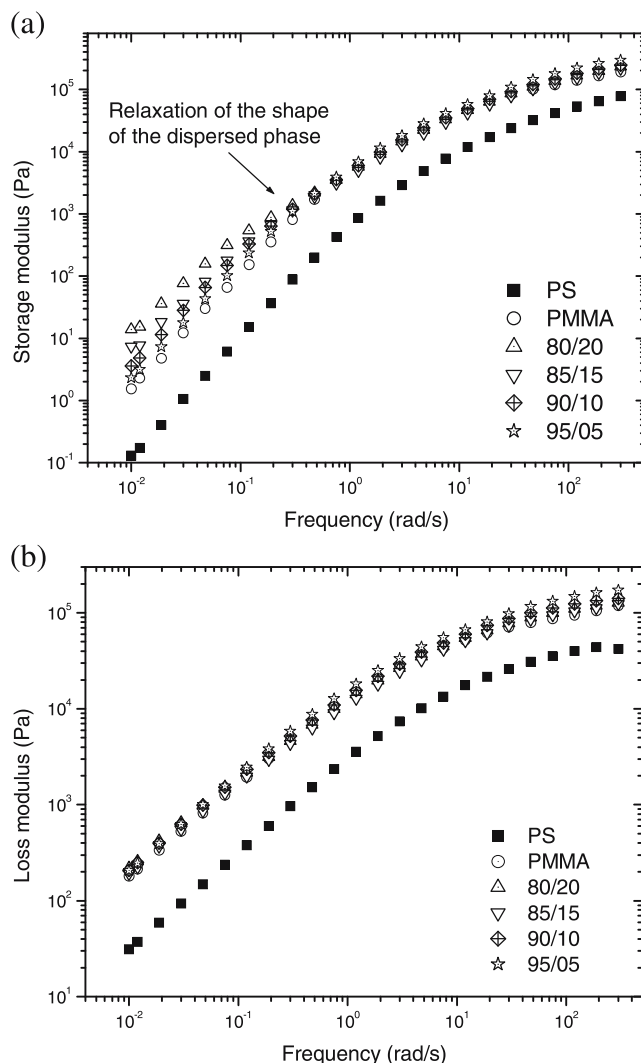 (a)
10^5
10^4
10^3
10^2
10^1
10^0
10^-1
Storage modulus (Pa)
Relaxation of the shape
of the dispersed phase
PS
PMMA
80/20
85/15
90/10
95/05
10^-2
10^-1
10^0
10^1
10^2
Frequency (rad/s)
(b)
10^5
10^4
10^3
10^2
10^1
Loss modulus (Pa)
PS
PMMA
80/20
85/15
90/10
95/05
10^-2
10^-1
10^0
10^1
10^2
Frequency (rad/s)